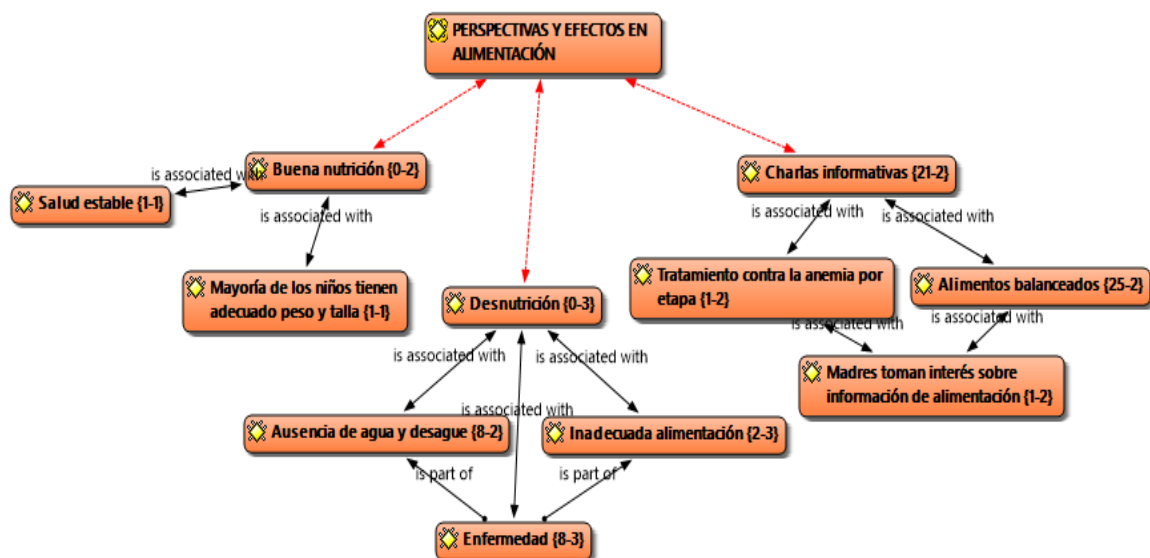 PERSPECTIVAS Y EFECTOS EN
ALIMENTACIÓN
is associated with
Buena nutrición {0-2}
Charlas informativas {21-2}
Salud estable {1-1}
is associated with
is associated with
is associated with
Mayoría de los niños tienen
adecuado peso y talla {1-1}
Desnutrición {0-3}
Tratamiento contra la anemia por
etapa {1-2}
Alimentos balanceados {25-2}
is associated with
is associated with
is associated with
is associated with
Madres toman interés sobre
información de alimentación {1-2}
is associated with
Ausencia de agua y desague {8-2}
Inadecuada alimentación {2-3}
is part of
is part of
Enfermedad {8-3}